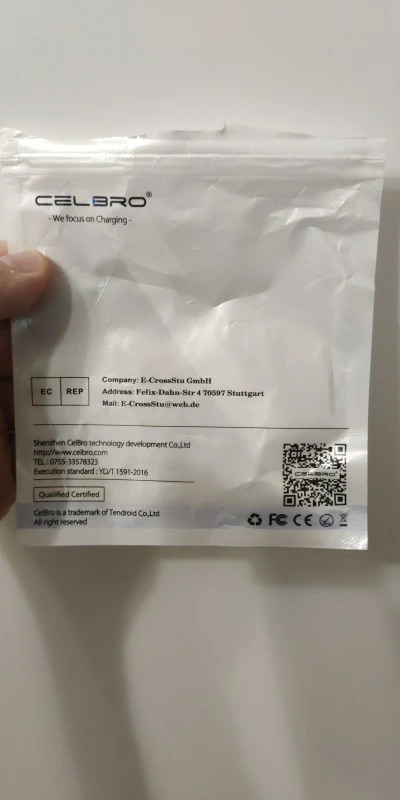 CELBRO®
- We focus on Charging -
EC REP
Company: E-CrossStu GmbH
Address: Felix-Dahn-Str 4 70597 Stuttgart
Mail: E-CrossStu@web.de
Shenzhen CelBro technology development Co.,Ltd
http://www.celbro.com
TEL : 0755-33578323
Execution standard : YD/T 1591-2016
Qualified Certified
CELBRO
CelBro is a trademark of Tendroid Co.,Ltd
All right reserved
FC CE